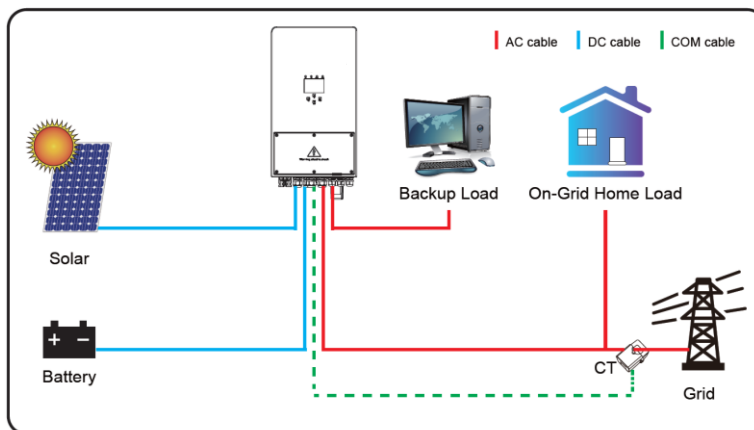 AC cable
DC cable
COM cable
Solar
Backup Load
On-Grid Home Load
Battery
CT
Grid